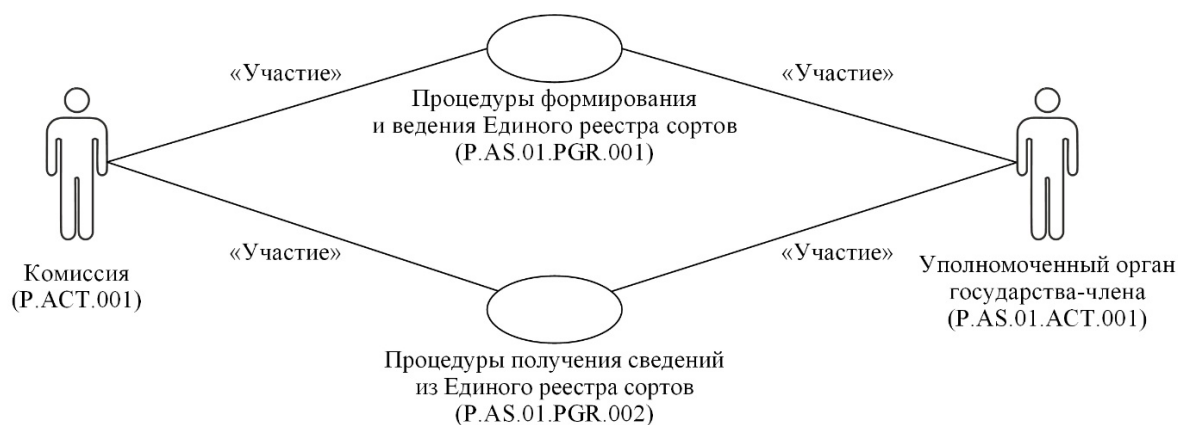 «Участие»
«Участие»
Процедуры формирования
и ведения Единого реестра сортов
(P.AS.01.PGR.001)
«Участие»
«Участие»
Комиссия
(P.ACT.001)
Уполномоченный орган
государства-члена
(P.AS.01.ACT.001)
Процедуры получения сведений
из Единого реестра сортов
(P.AS.01.PGR.002)